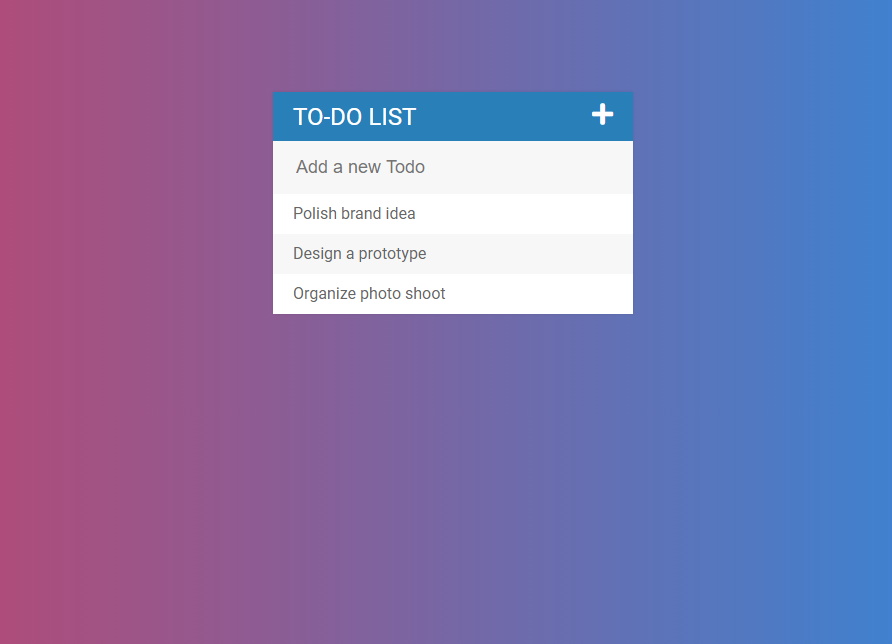 TO-DO LIST
Add a new Todo
Polish brand idea
Design a prototype
Organize photo shoot